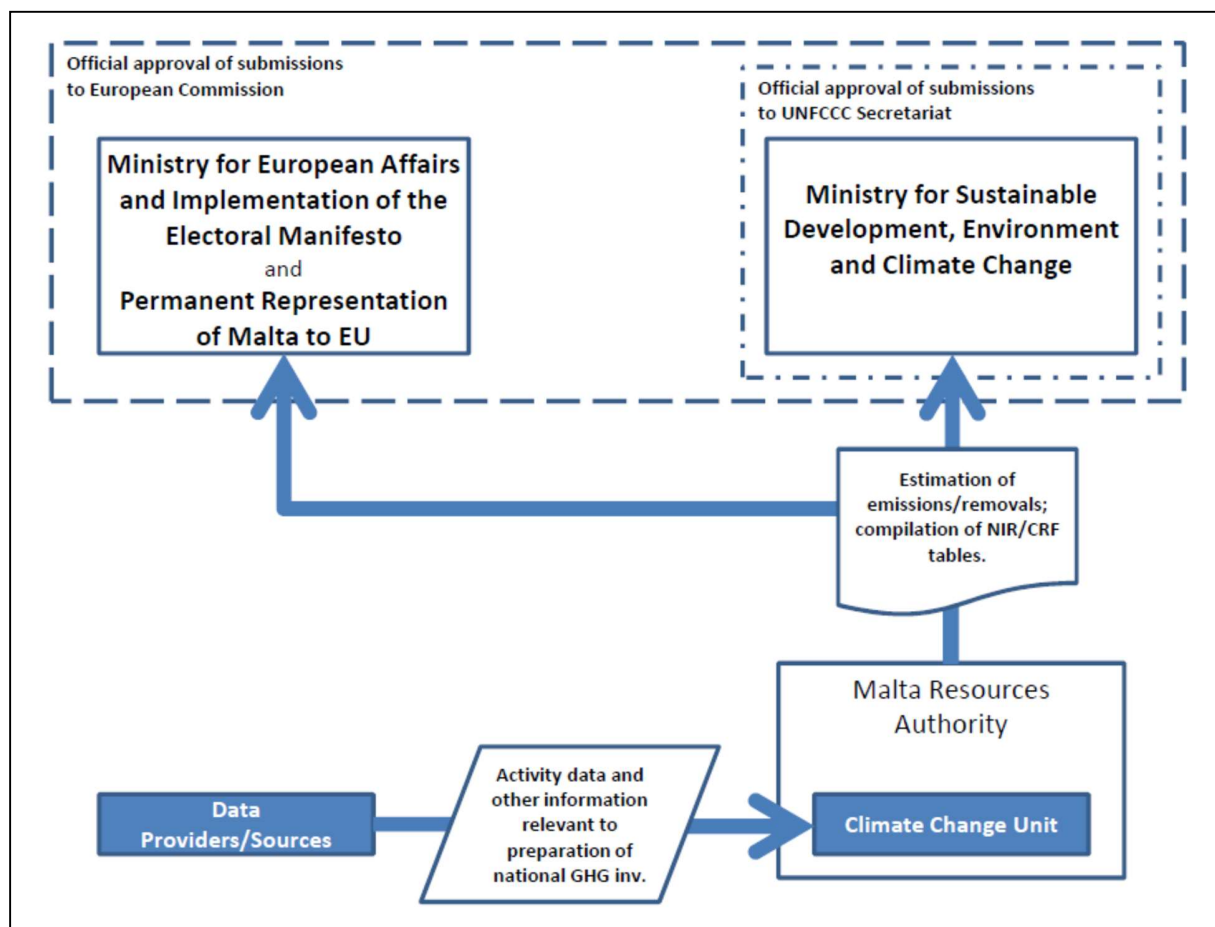 Official approval of submissions
to European Commission
Official approval of submissions
to UNFCCC Secretariat
Ministry for European Affairs
and Implementation of the
Electoral Manifesto
and
Permanent Representation
of Malta to EU
Ministry for Sustainable
Development, Environment
and Climate Change
Estimation of
emissions/removals;
compilation of NIR/CRF
tables.
Malta Resources
Authority
Data
Providers/Sources
Activity data and
other information
relevant to
preparation of
national GHG inv.
Climate Change Unit